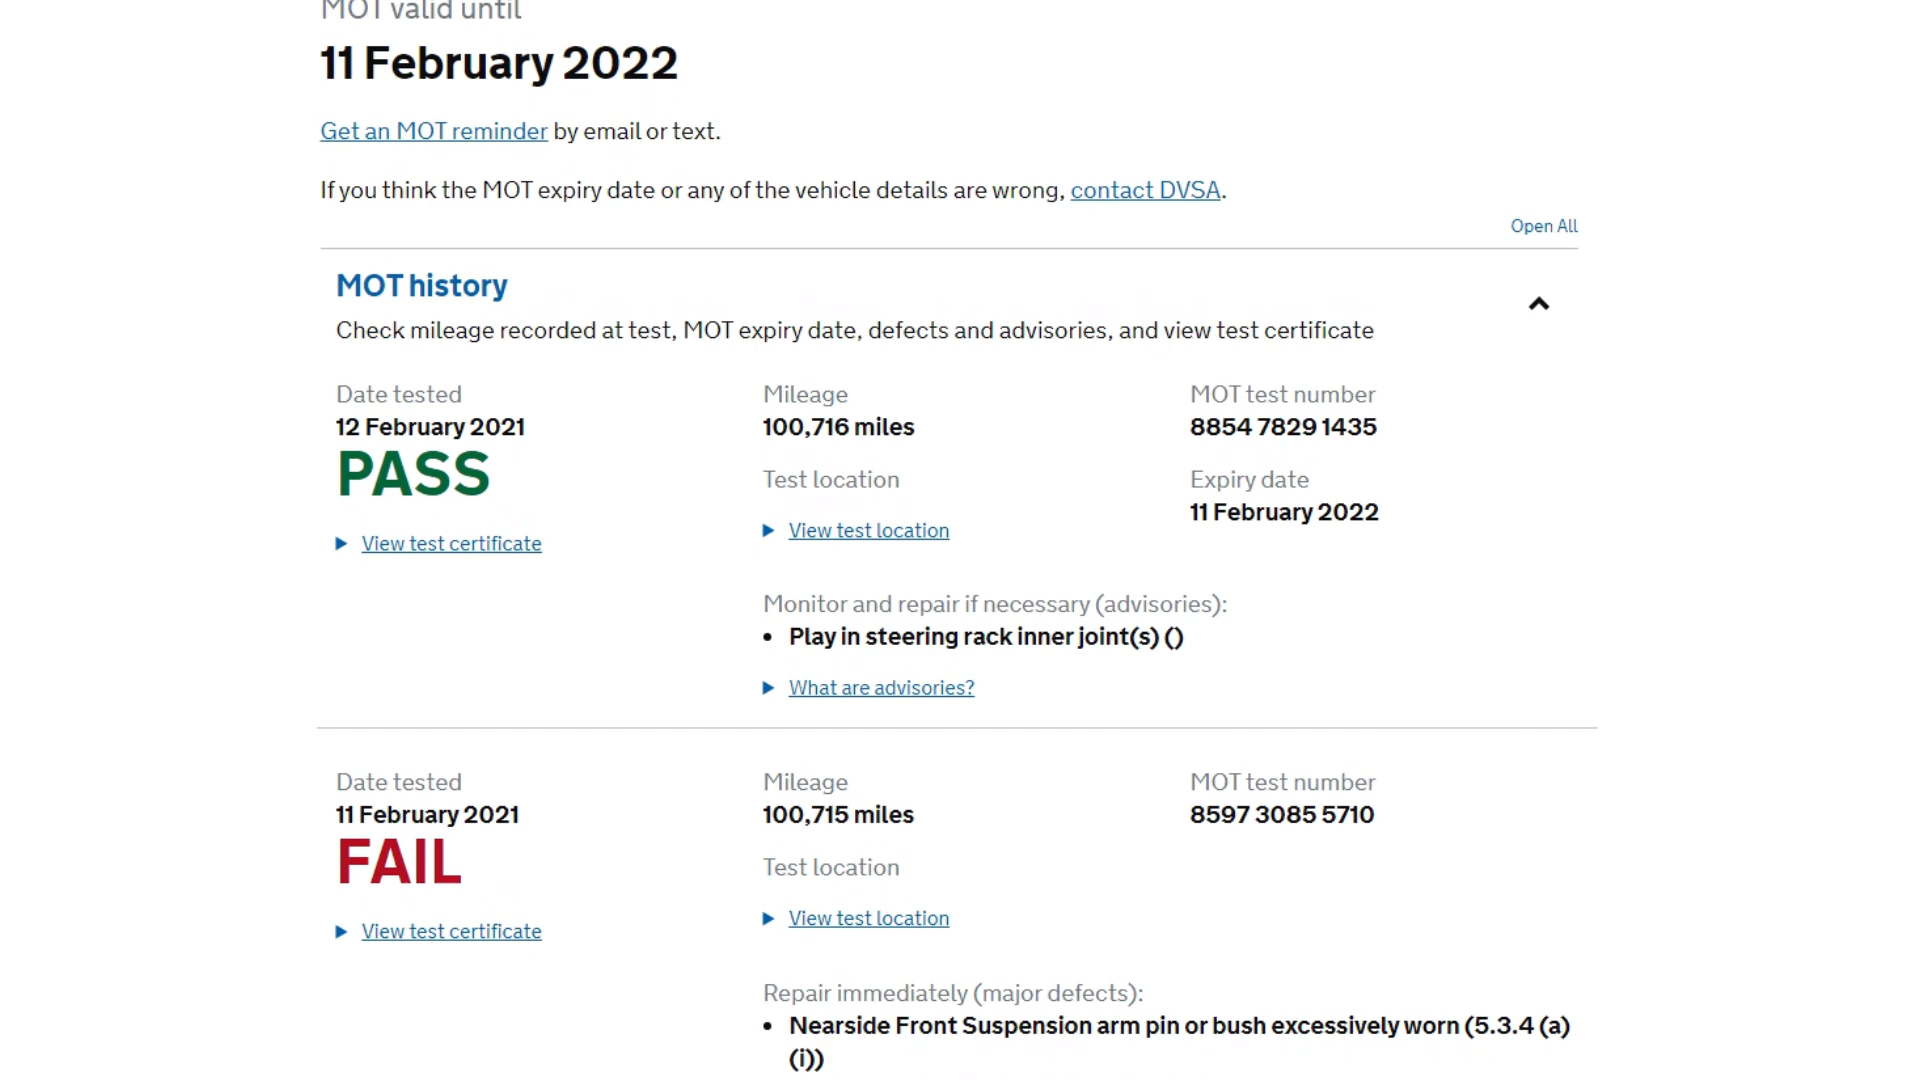 MOT valid until
11 February 2022
Get an MOT reminder by email or text.
If you think the MOT expiry date or any of the vehicle details are wrong, contact DVSA.
Open All
MOT history
Check mileage recorded at test, MOT expiry date, defects and advisories, and view test certificate
Date tested
12 February 2021
PASS
View test certificate
Mileage
100,716 miles
Test location
View test location
MOT test number
8854 7829 1435
Expiry date
11 February 2022
Monitor and repair if necessary (advisories):
• Play in steering rack inner joint(s) ()
What are advisories?
Date tested
11 February 2021
FAIL
View test certificate
Mileage
100,715 miles
Test location
View test location
MOT test number
8597 3085 5710
Repair immediately (major defects):
• Nearside Front Suspension arm pin or bush excessively worn (5.3.4 (a)
(i))